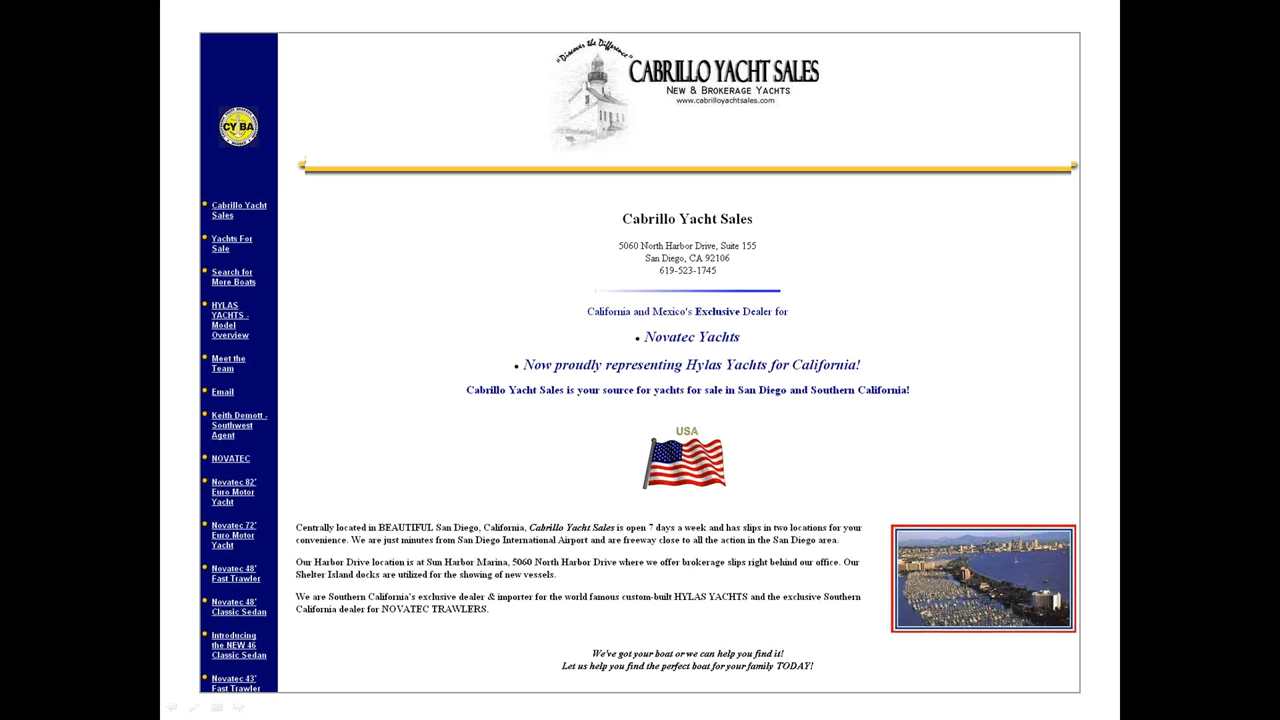 "Discover the Difference"
CABRILLO YACHT SALES
NEW & BROKERAGE YACHTS
www.cabrilloyachtsales.com
CY BA
Cabrillo Yacht
Sales
Yachts For
Sale
Search for
More Boats
HYLAS
YACHTS -
Model
Overview
Meet the
Team
Email
Keith Demott -
Southwest
Agent
NOVATEC
Novatec 82'
Euro Motor
Yacht
Novatec 72'
Euro Motor
Yacht
Novatec 48'
Fast Trawler
Novatec 48'
Classic Sedan
Introducing
the NEW 46
Classic Sedan
Novatec 43'
Fast Trawler
Cabrillo Yacht Sales
5060 North Harbor Drive, Suite 155
San Diego, CA 92106
619-523-1745
California and Mexico's Exclusive Dealer for
• Novatec Yachts
• Now proudly representing Hylas Yachts for California!
Cabrillo Yacht Sales is your source for yachts for sale in San Diego and Southern California!
USA
Centrally located in BEAUTIFUL San Diego, California, Cabrillo Yacht Sales is open 7 days a week and has slips in two locations for your
convenience. We are just minutes from San Diego International Airport and are freeway close to all the action in the San Diego area.
Our Harbor Drive location is at Sun Harbor Marina, 5060 North Harbor Drive where we offer brokerage slips right behind our office. Our
Shelter Island docks are utilized for the showing of new vessels.
We are Southern California's exclusive dealer & importer for the world famous custom-built HYLAS YACHTS and the exclusive Southern
California dealer for NOVATEC TRAWLERS.
We've got your boat or we can help you find it!
Let us help you find the perfect boat for your family TODAY!